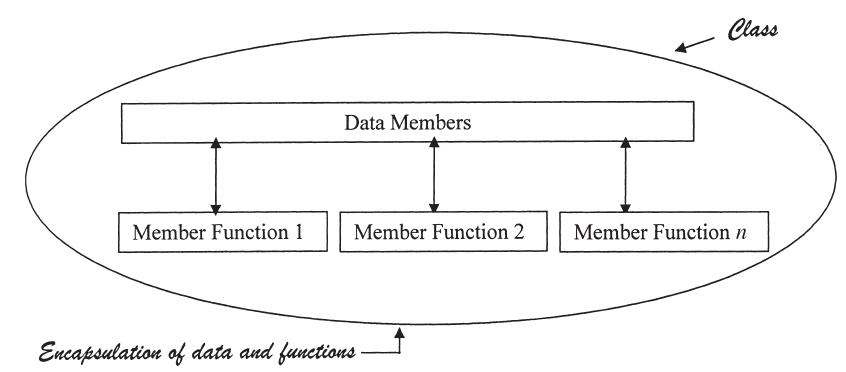 Class
Data Members
Member Function 1
Member Function 2
Member Function n
Encapsulation of data and functions